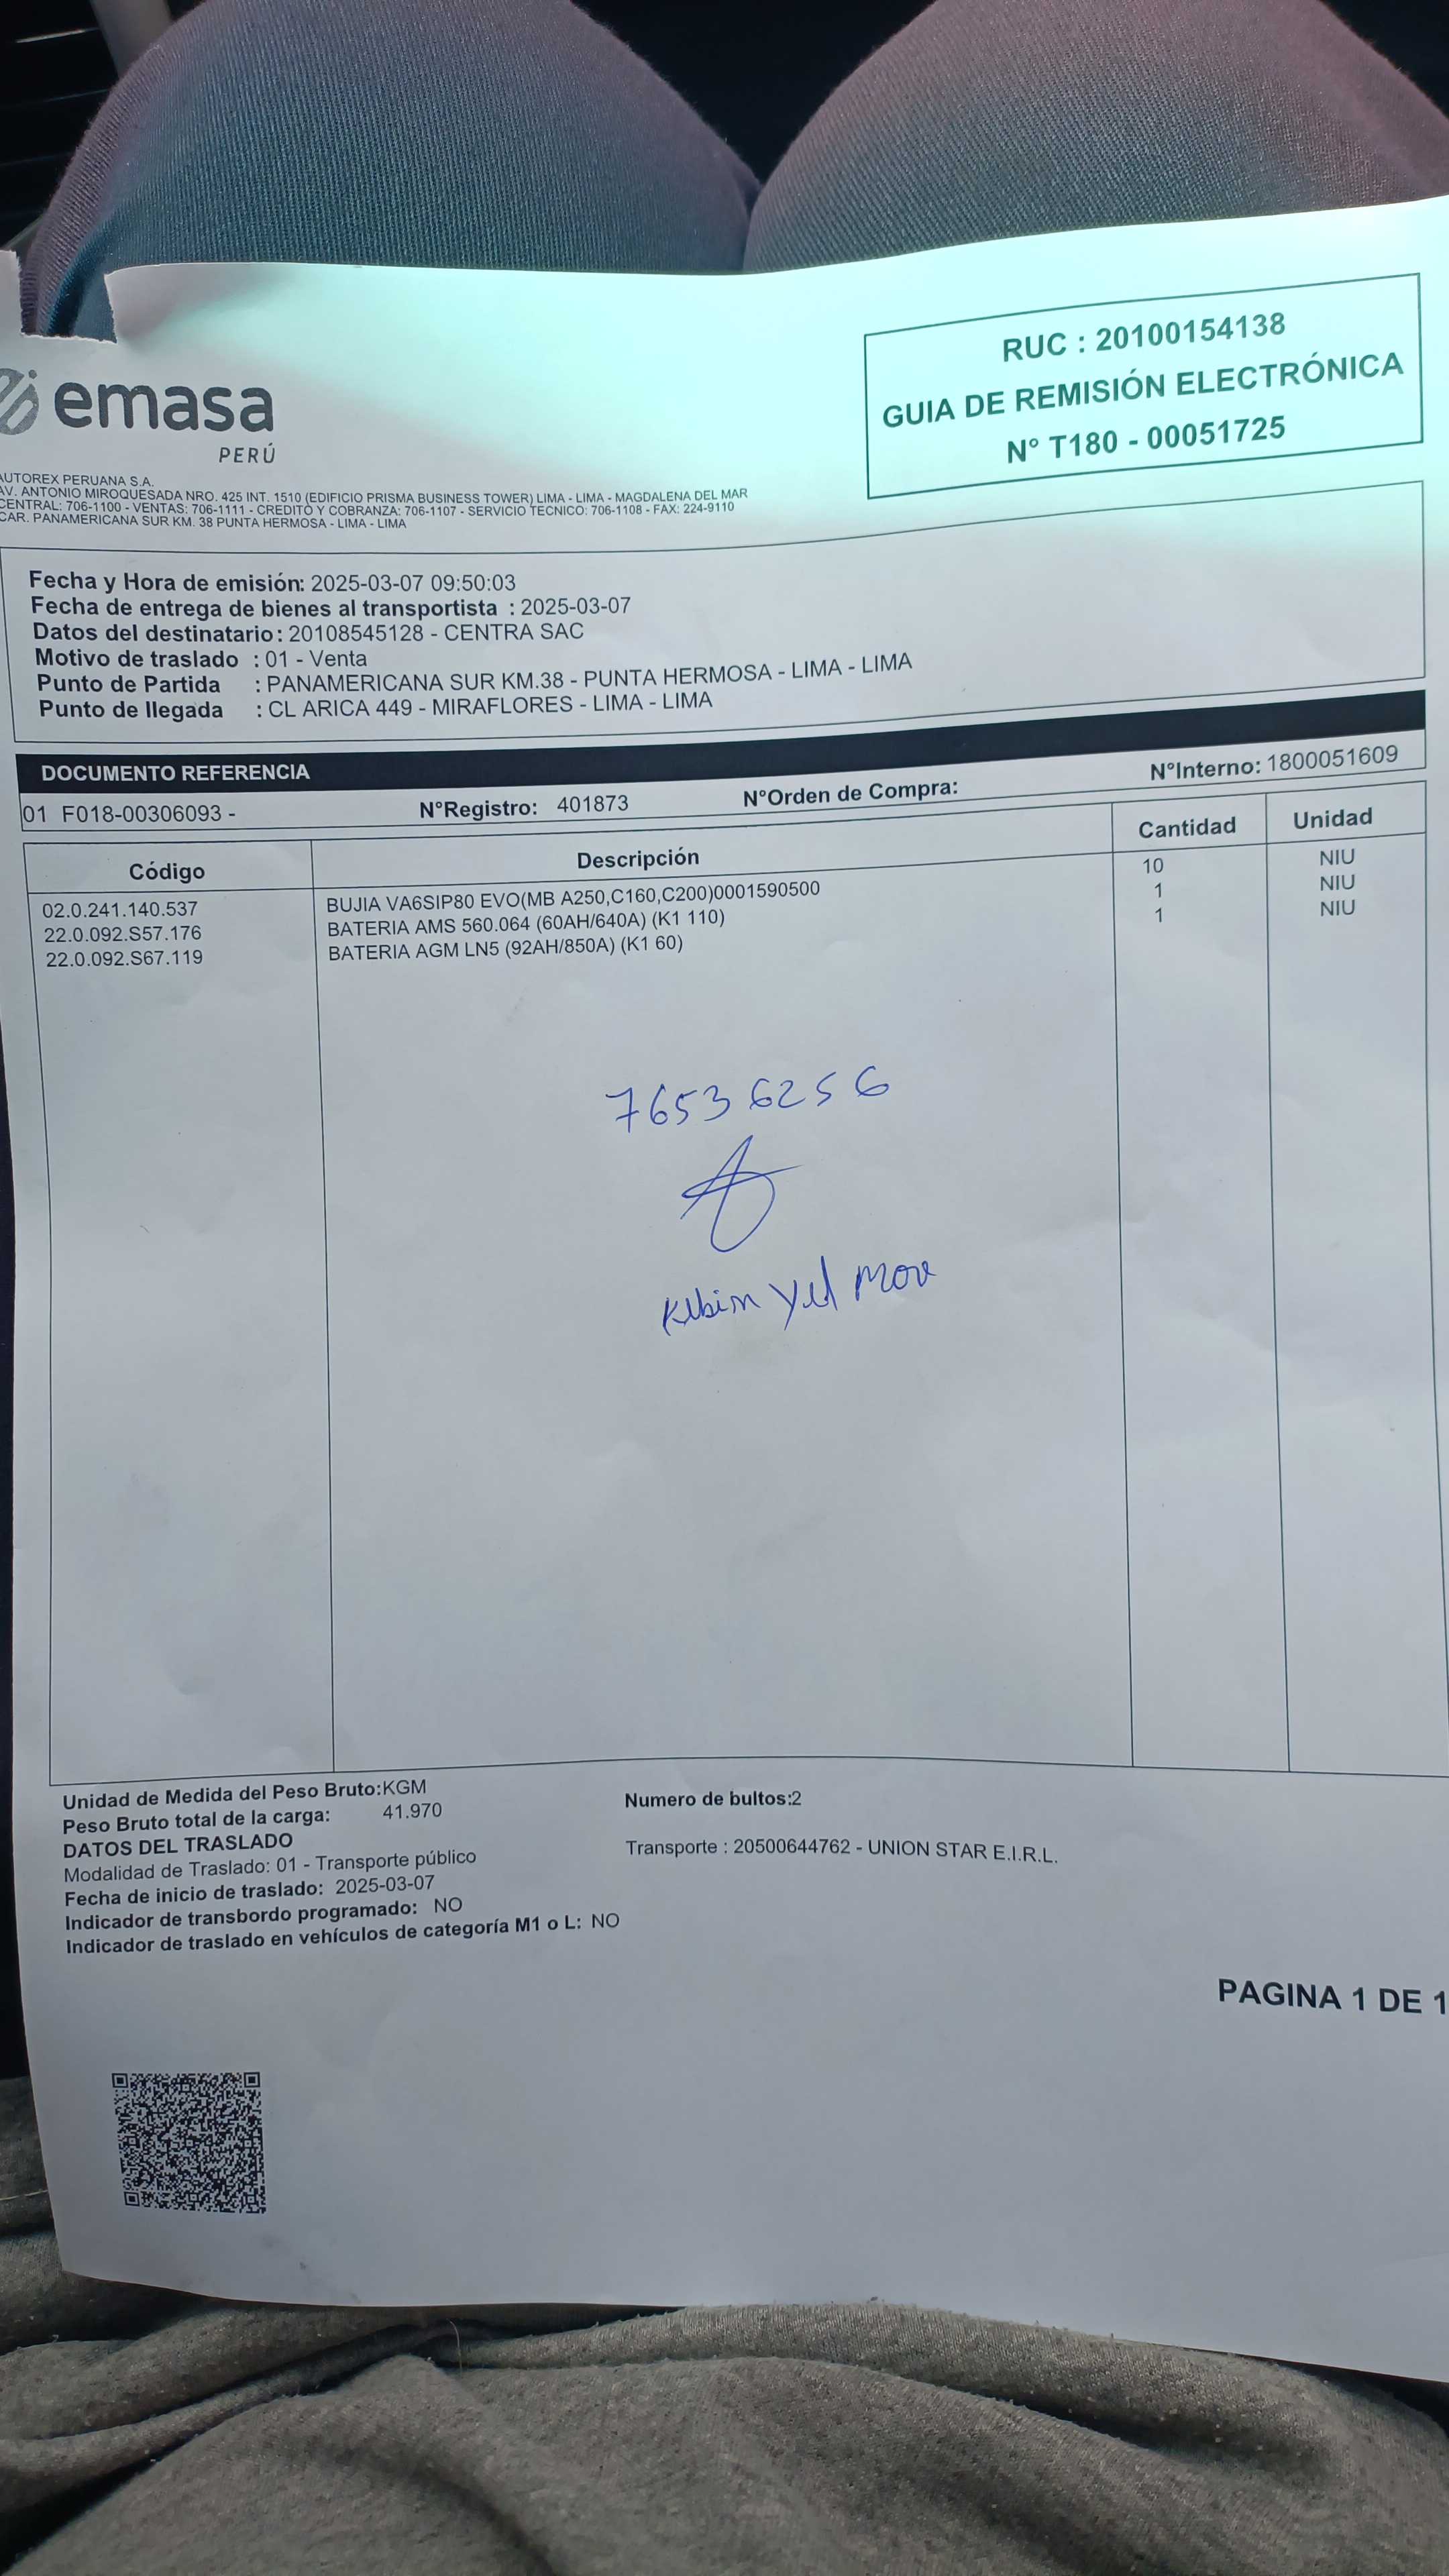 emasa
PERÚ
RUC : 20100154138
GUIA DE REMISIÓN ELECTRÓNICA
N° T180 - 00051725
AUTOREX PERUANA S.A.
AV. ANTONIO MIROQUESADA NRO. 425 INT. 1510 (EDIFICIO PRISMA BUSINESS TOWER) LIMA - LIMA - MAGDALENA DEL MAR
CENTRAL: 706-1100 - VENTAS: 706-1111 - CREDITO Y COBRANZA: 706-1107 - SERVICIO TECNICO: 706-1108 - FAX: 224-9110
CAR. PANAMERICANA SUR KM. 38 PUNTA HERMOSA - LIMA - LIMA
Fecha y Hora de emisión: 2025-03-07 09:50:03
Fecha de entrega de bienes al transportista : 2025-03-07
Datos del destinatario: 20108545128 - CENTRA SAC
Motivo de traslado : 01 - Venta
Punto de Partida : PANAMERICANA SUR KM.38 - PUNTA HERMOSA - LIMA - LIMA
Punto de llegada : CL ARICA 449 - MIRAFLORES - LIMA - LIMA
DOCUMENTO REFERENCIA
01 F018-00306093 - N°Registro: 401873 N°Orden de Compra: N°Interno: 1800051609
Código Descripción Cantidad Unidad
02.0.241.140.537 BUJIA VA6SIP80 EVO(MB A250,C160,C200)0001590500 10 NIU
22.0.092.S57.176 BATERIA AMS 560.064 (60AH/640A) (K1 110) 1 NIU
22.0.092.S67.119 BATERIA AGM LN5 (92AH/850A) (K1 60) 1 NIU
76536256
Unidad de Medida del Peso Bruto:KGM
Peso Bruto total de la carga: 41.970 Numero de bultos:2
DATOS DEL TRASLADO
Modalidad de Traslado: 01 - Transporte público Transporte : 20500644762 - UNION STAR E.I.R.L.
Fecha de inicio de traslado: 2025-03-07
Indicador de transbordo programado: NO
Indicador de traslado en vehículos de categoría M1 o L: NO
PAGINA 1 DE 1